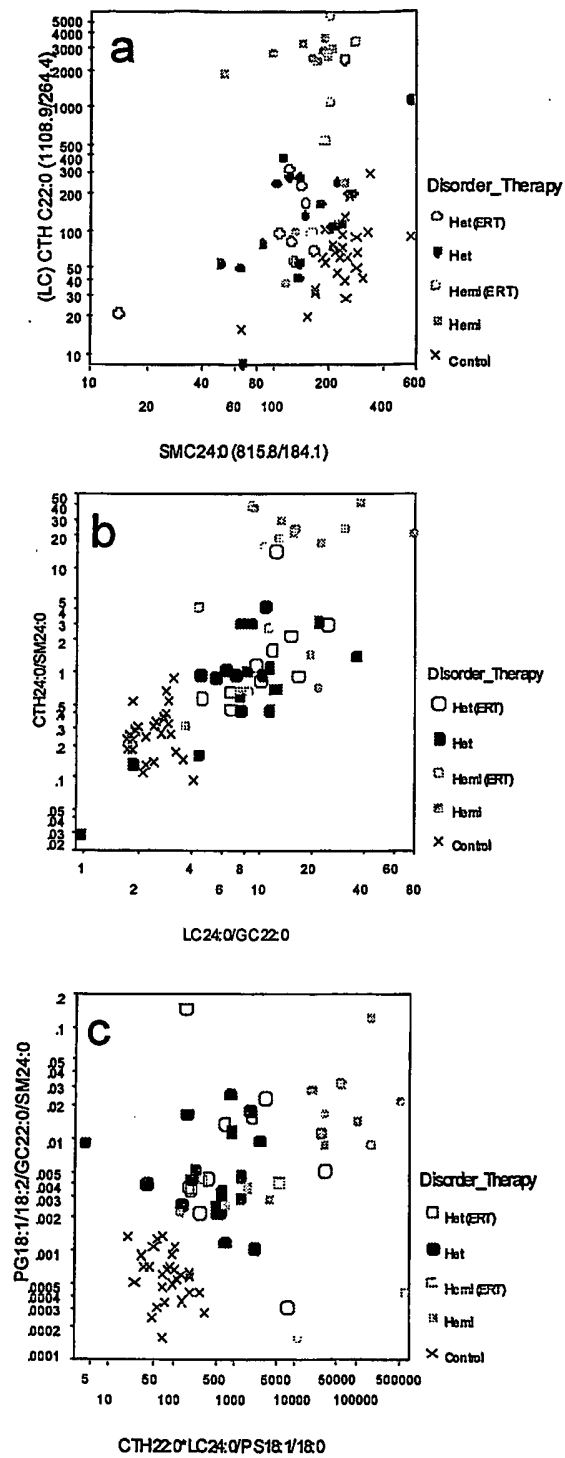 a
(LC) CTH C22:0 (1108.9/264.4)
5000
3000
2000
1000
500
400
300
200
100
50
40
30
20
10
10
20
40
60
80
100
200
400
600
SMC24:0 (815.8/184.1)
Disorder_Therapy
Het(ERT)
Het
Hemi(ERT)
Hemi
Control
b
CTH24:0/SM24:0
50
40
30
20
10
5
4
3
2
1
.5
.4
.3
.2
.1
.05
.04
.03
.02
1
2
4
6
8
10
20
40
60
LC24:0/GC22:0
Disorder_Therapy
Het(ERT)
Het
Hemi(ERT)
Hemi
Control
c
PG18:1/18:2/GC22:0/SM24:0
.2
.1
.05
.04
.03
.02
.01
.005
.004
.003
.002
.001
.0005
.0004
.0003
.0002
.0001
5
10
50
100
500
1000
5000
10000
50000
100000
500000
CTH22:0*LC24:0/PS18:1/18:0
Disorder_Therapy
Het(ERT)
Het
Hemi(ERT)
Hemi
Control